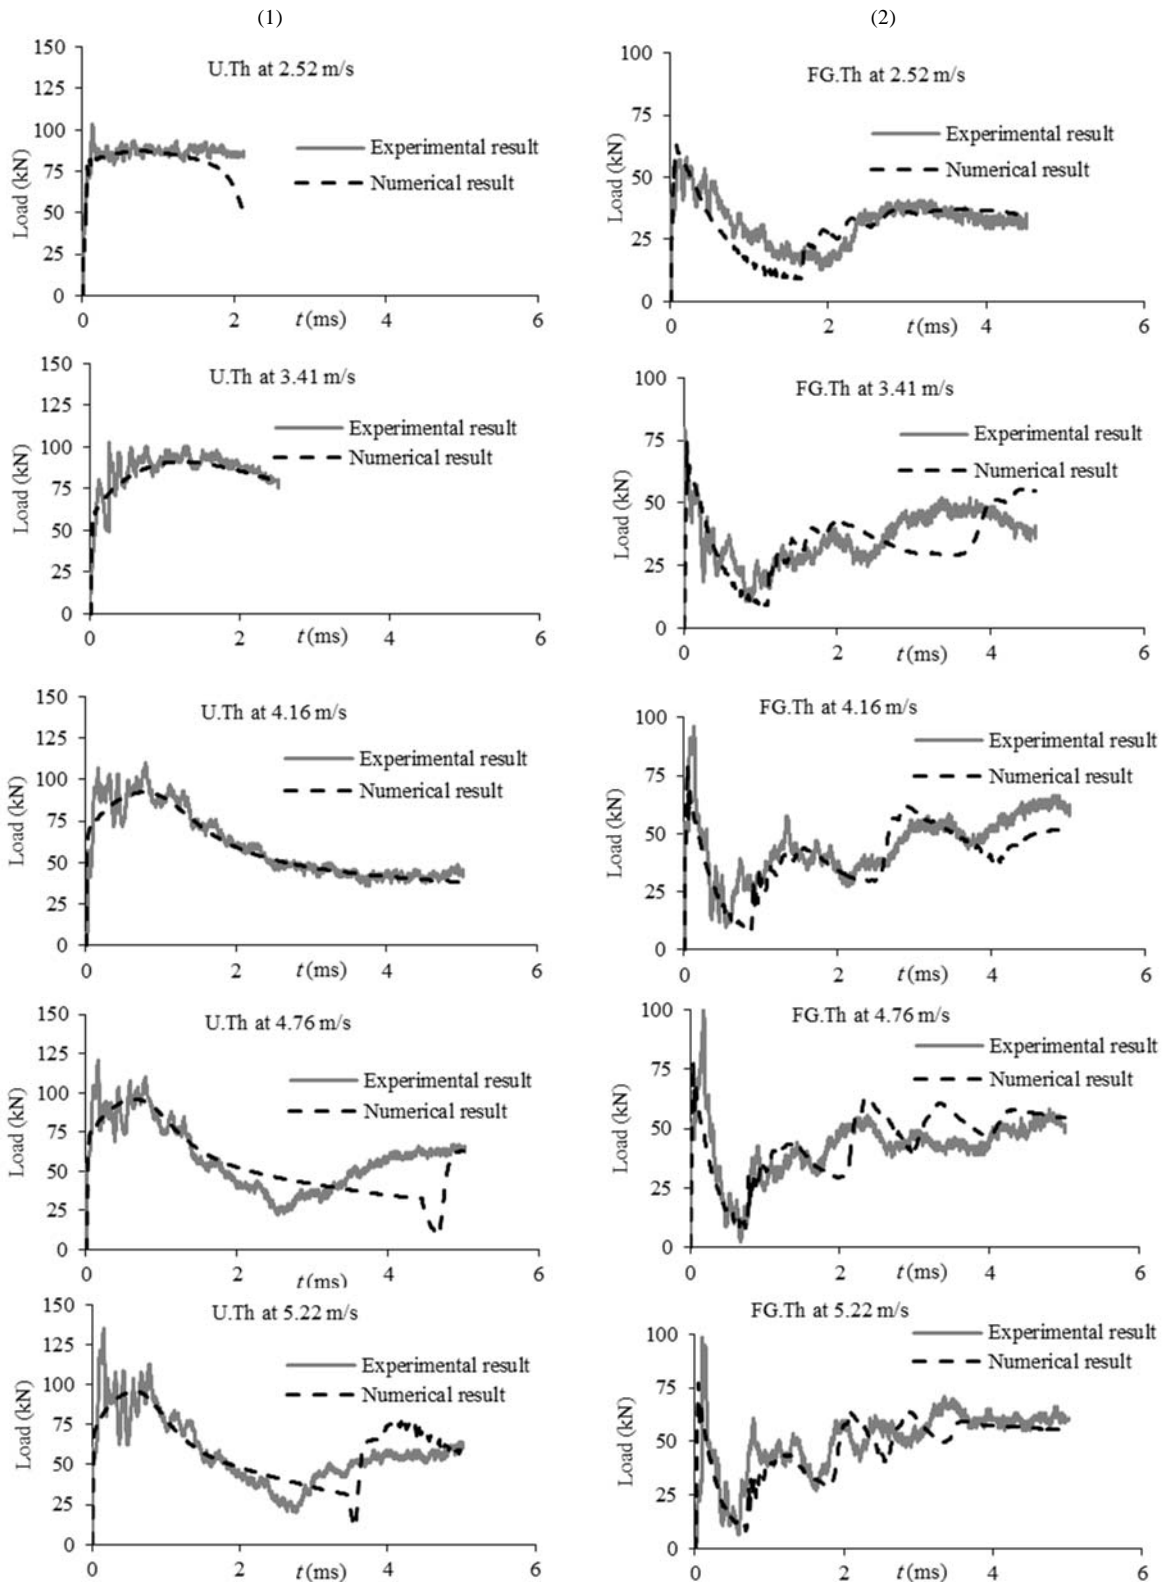 (1)
(2)
150
125
100
75
50
25
0
Load (kN)
U.Th at 2.52 m/s
Experimental result
Numerical result
0
2
t (ms)
4
6
100
75
50
25
0
Load (kN)
FG.Th at 2.52 m/s
Experimental result
Numerical result
0
2
t (ms)
4
6
150
125
100
75
50
25
0
Load (kN)
U.Th at 3.41 m/s
Experimental result
Numerical result
0
2
t (ms)
4
6
100
75
50
25
0
Load (kN)
FG.Th at 3.41 m/s
Experimental result
Numerical result
0
2
t (ms)
4
6
150
125
100
75
50
25
0
Load (kN)
U.Th at 4.16 m/s
Experimental result
Numerical result
0
2
t (ms)
4
6
100
75
50
25
0
Load (kN)
FG.Th at 4.16 m/s
Experimental result
Numerical result
0
2
t (ms)
4
6
150
125
100
75
50
25
0
Load (kN)
U.Th at 4.76 m/s
Experimental result
Numerical result
0
2
t (ms)
4
6
100
75
50
25
0
Load (kN)
FG.Th at 4.76 m/s
Experimental result
Numerical result
0
2
t (ms)
4
6
150
125
100
75
50
25
0
Load (kN)
U.Th at 5.22 m/s
Experimental result
Numerical result
0
2
t (ms)
4
6
100
75
50
25
0
Load (kN)
FG.Th at 5.22 m/s
Experimental result
Numerical result
0
2
t (ms)
4
6